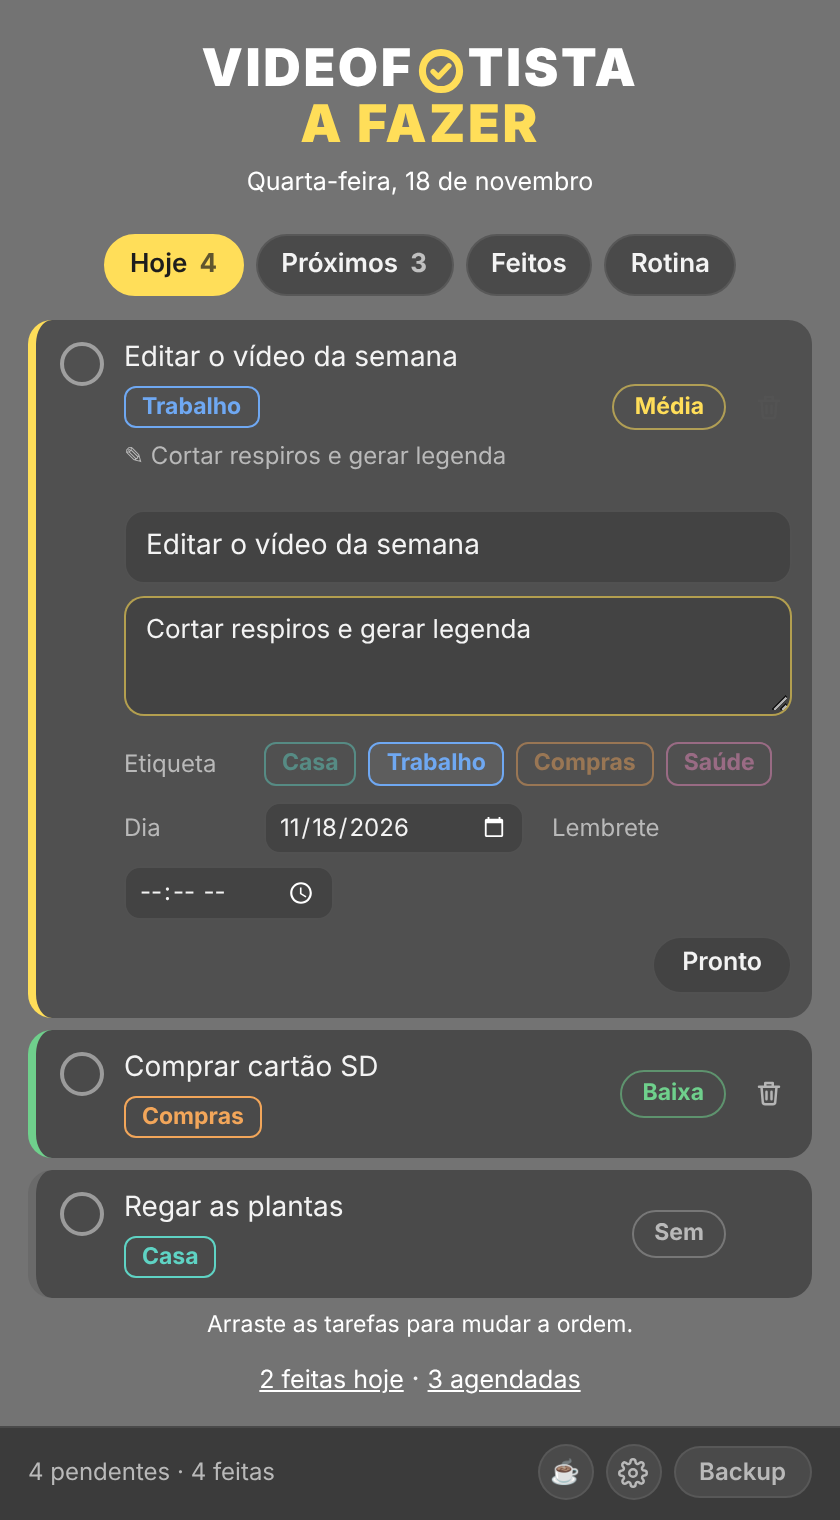 VIDEOFOTISTA
A FAZER
Quarta-feira, 18 de novembro
Hoje 4 Próximos 3 Feitos Rotina
Editar o vídeo da semana
Trabalho Média
✎ Cortar respiros e gerar legenda
Editar o vídeo da semana
Cortar respiros e gerar legenda
Etiqueta Casa Trabalho Compras Saúde
Dia 11/18/2026 Lembrete
--:-- --
Pronto
Comprar cartão SD
Baixa
Compras
Regar as plantas
Sem
Casa
Arraste as tarefas para mudar a ordem.
2 feitas hoje · 3 agendadas
4 pendentes · 4 feitas Backup